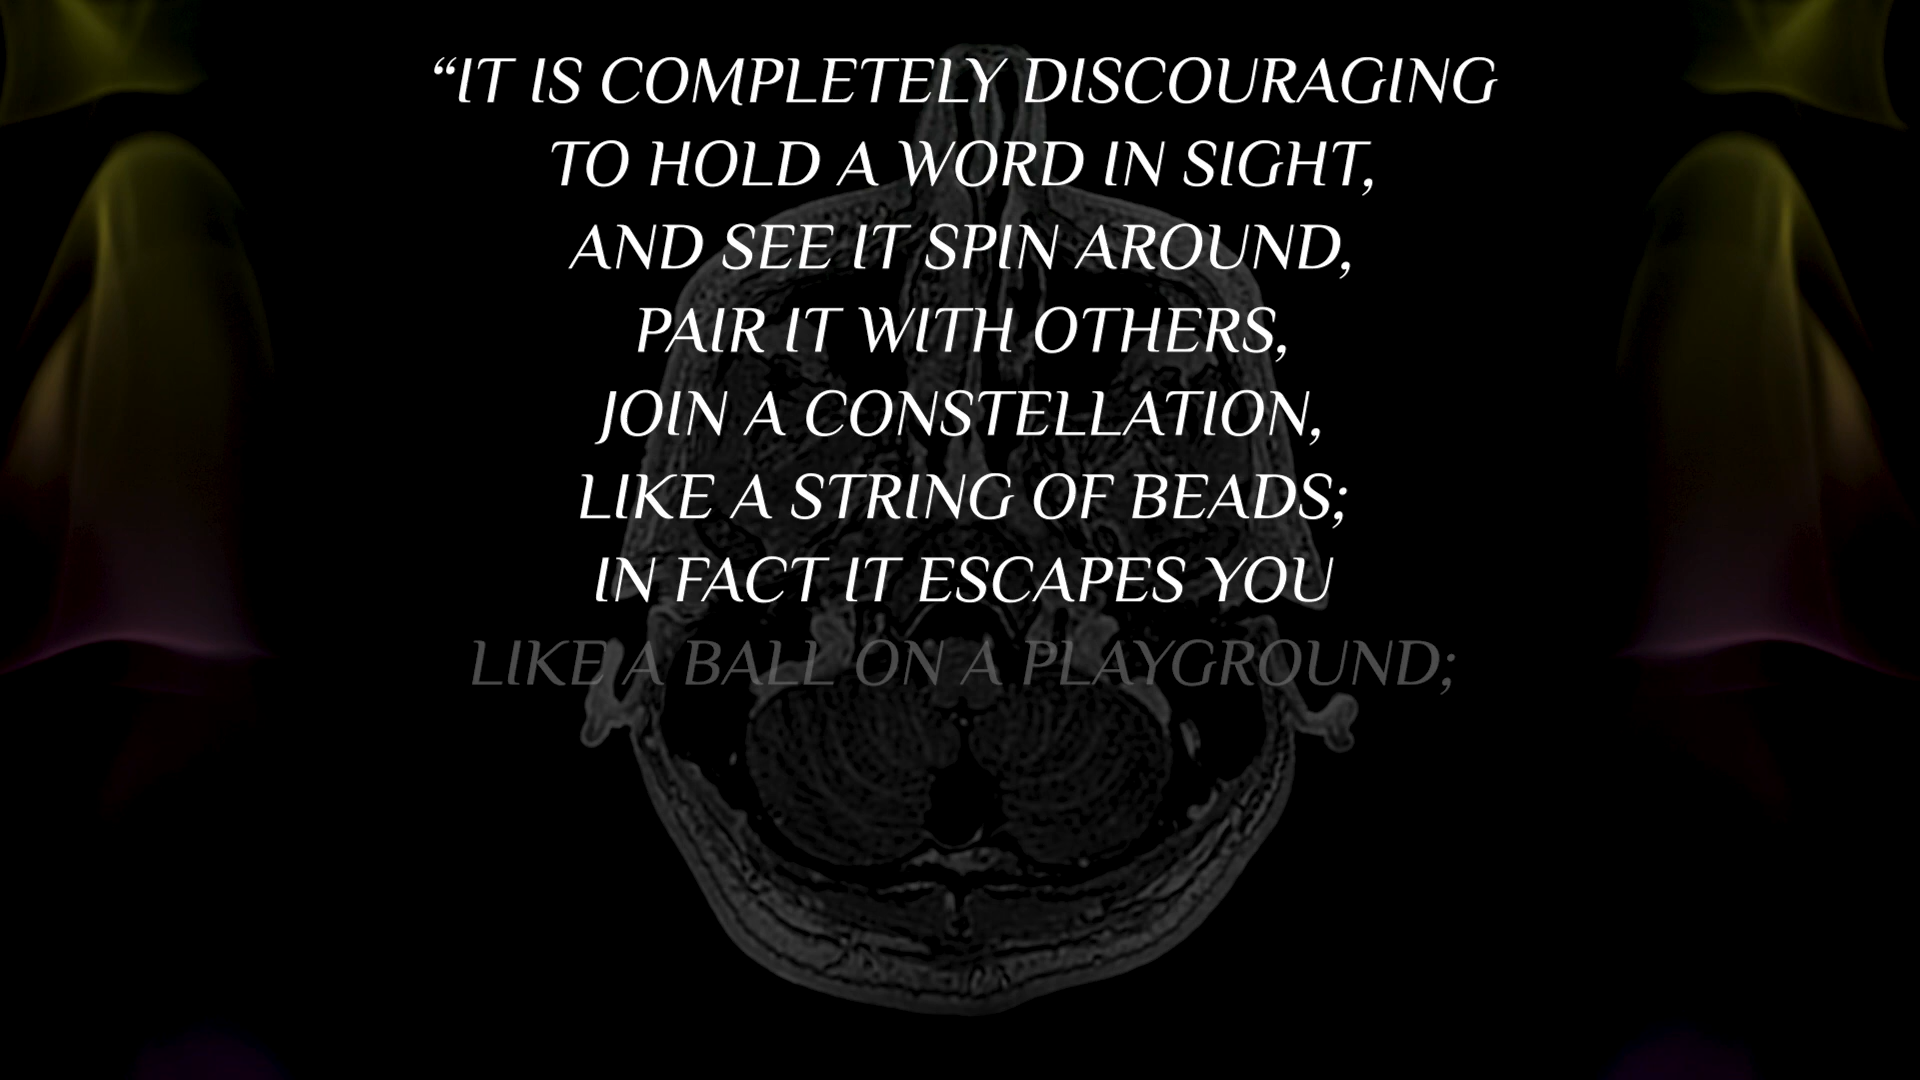 “IT IS COMPLETELY DISCOURAGING
TO HOLD A WORD IN SIGHT,
AND SEE IT SPIN AROUND,
PAIR IT WITH OTHERS,
JOIN A CONSTELLATION,
LIKE A STRING OF BEADS;
IN FACT IT ESCAPES YOU
LIKE A BALL ON A PLAYGROUND;